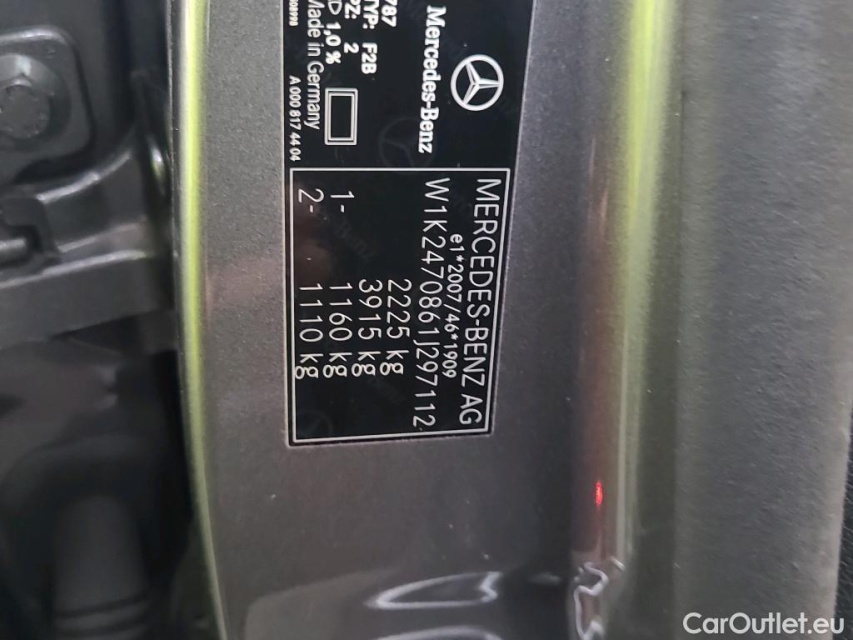 Mercedes-Benz
787
TYP: F2B
PZ: 2
D 1,0 %
Made in Germany
A 000 817 44 04
MERCEDES-BENZ AG
e1*2007/46*1909
W1K2470861J297112
2225 kg
3915 kg
1- 1160 kg
2- 1110 kg
CarOutlet.eu